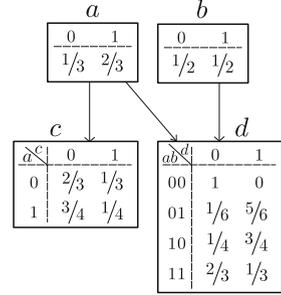 a b
0 1 0 1
1/3 2/3 1/2 1/2
c d
a c 0 1 ab d 0 1
0 2/3 1/3 00 1 0
1 3/4 1/4 01 1/6 5/6
10 1/4 3/4
11 2/3 1/3